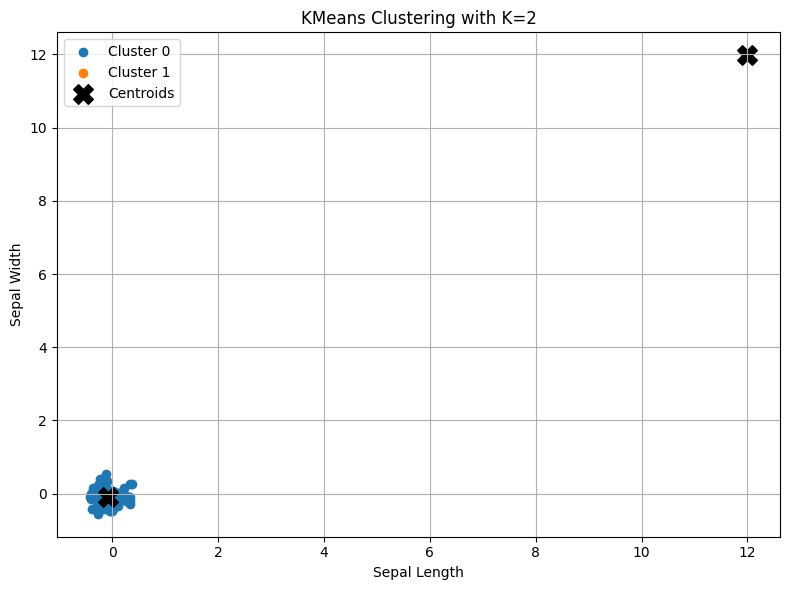 KMeans Clustering with K=2
Cluster 0
Cluster 1
Centroids
12
10
8
6
4
2
0
Sepal Width
0
2
4
6
8
10
12
Sepal Length